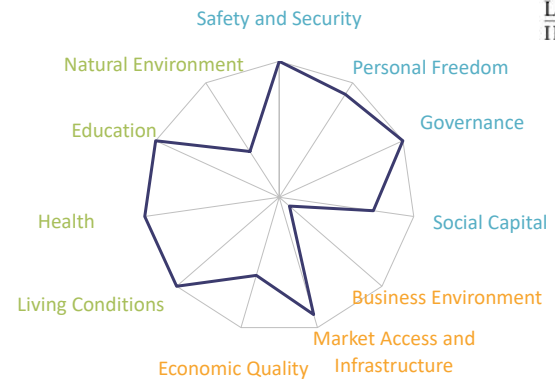 Safety and Security
Natural Environment
Personal Freedom
Education
Governance
Health
Social Capital
Living Conditions
Business Environment
Market Access and
Infrastructure
Economic Quality